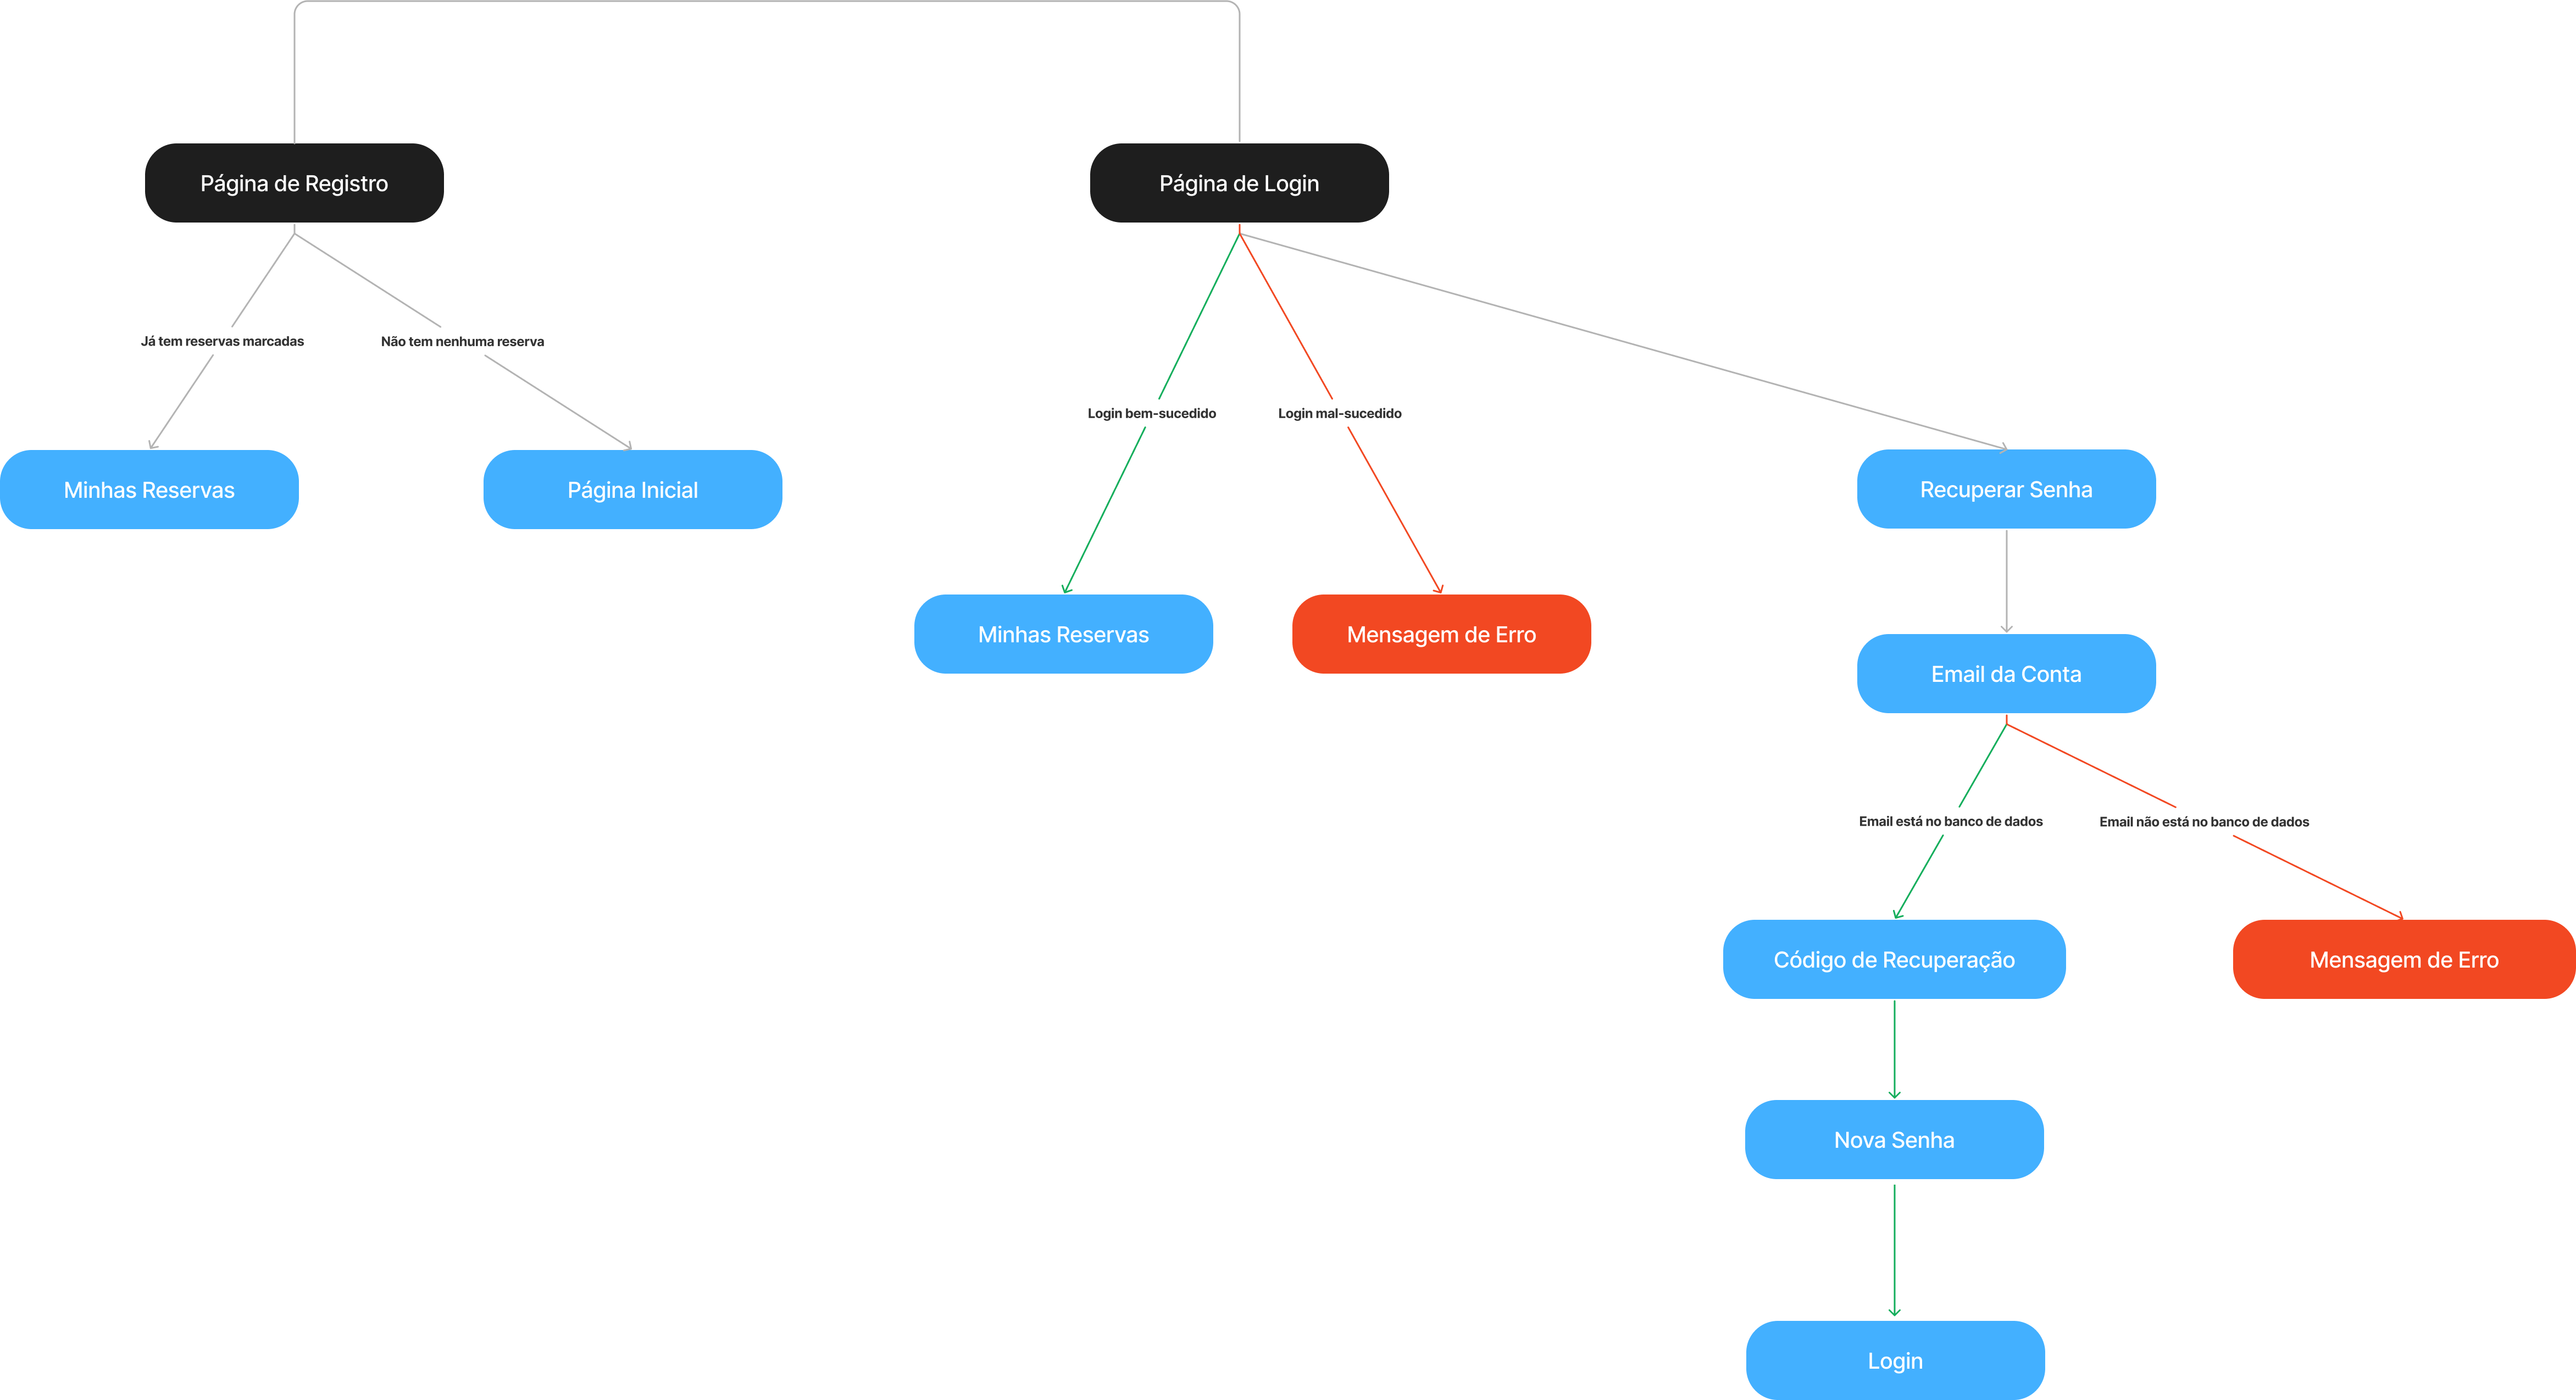 Página de Registro
Página de Login
Já tem reservas marcadas
Não tem nenhuma reserva
Login bem-sucedido
Login mal-sucedido
Minhas Reservas
Página Inicial
Recuperar Senha
Minhas Reservas
Mensagem de Erro
Email da Conta
Email está no banco de dados
Email não está no banco de dados
Código de Recuperação
Mensagem de Erro
Nova Senha
Login